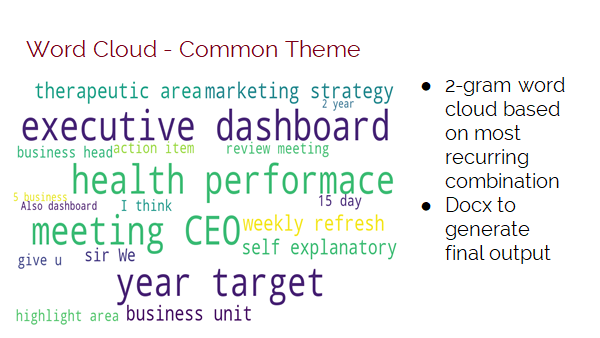 Word Cloud - Common Theme
therapeutic area marketing strategy
2 year
executive dashboard
business head action item review meeting
health performace
5 business
Also dashboard I think 15 day
meeting CEO weekly refresh
self explanatory
give u sir We
year target
highlight area business unit
● 2-gram word
cloud based
on most
recurring
combination
● Docx to
generate
final output